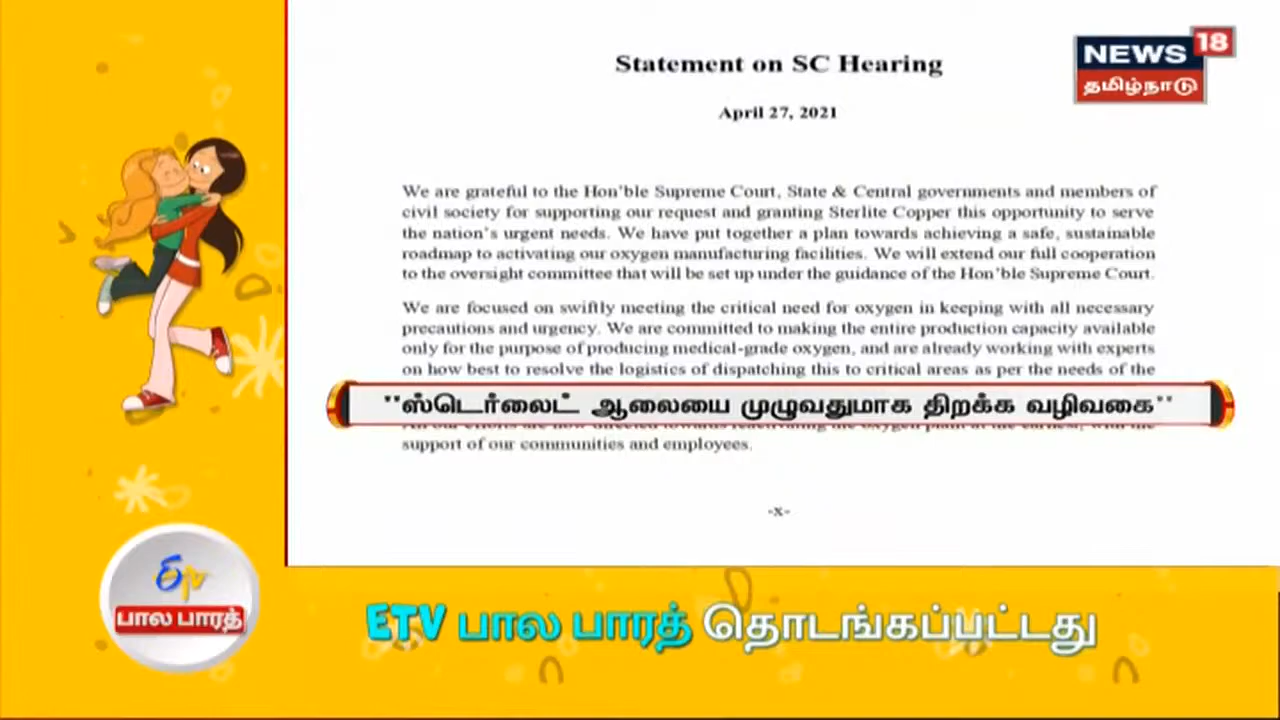 NEWS 18
தமிழ்நாடு
Statement on SC Hearing
April 27, 2021
We are grateful to the Hon'ble Supreme Court, State & Central governments and members of
civil society for supporting our request and granting Sterlite Copper this opportunity to serve
the nation's urgent needs. We have put together a plan towards achieving a safe, sustainable
roadmap to activating our oxygen manufacturing facilities. We will extend our full cooperation
to the oversight committee that will be set up under the guidance of the Hon'ble Supreme Court.
We are focused on swiftly meeting the critical need for oxygen in keeping with all necessary
precautions and urgency. We are committed to making the entire production capacity available
only for the purpose of producing medical-grade oxygen, and are already working with experts
on how best to resolve the logistics of dispatching this to critical areas as per the needs of the
"ஸ்டெர்லைட் ஆலையை முழுவதுமாக திறக்க வழிவகை"
support of our communities and employees.
-x-
etv
பால பாரத்
ETV பால பாரத் தொடங்கப்பட்டது